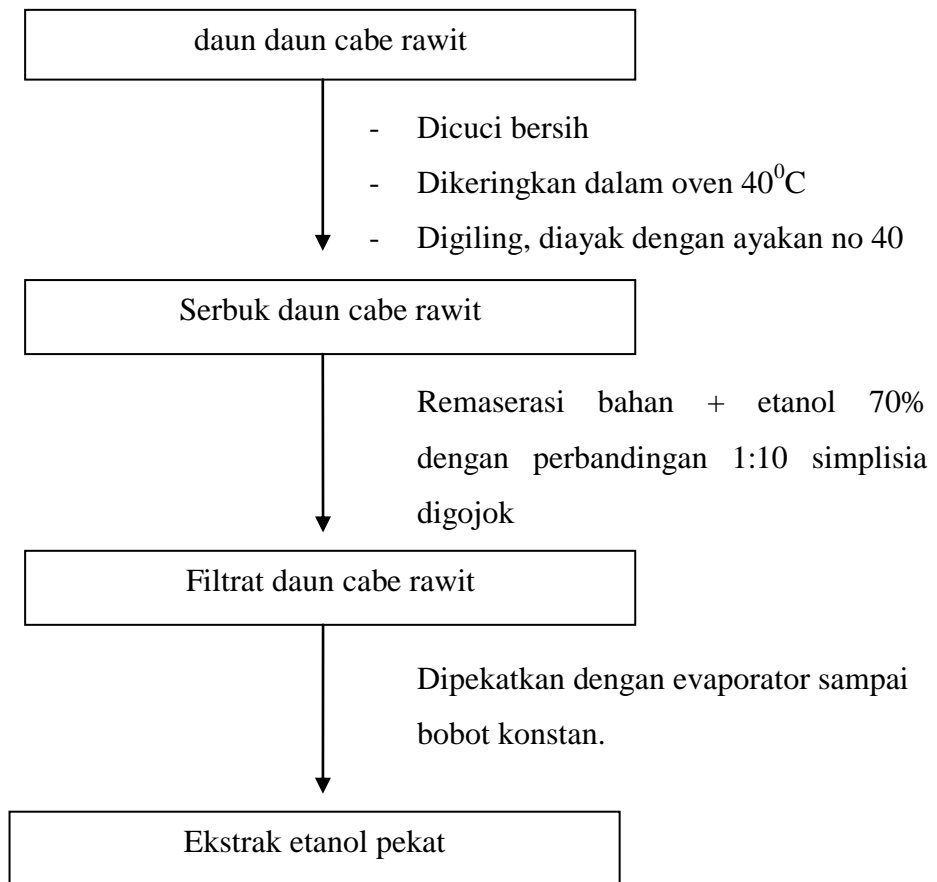 daun daun cabe rawit
- Dicuci bersih
- Dikeringkan dalam oven 40⁰C
- Digiling, diayak dengan ayakan no 40
Serbuk daun cabe rawit
Remaserasi bahan + etanol 70%
dengan perbandingan 1:10 simplisia
digojok
Filtrat daun cabe rawit
Dipekatkan dengan evaporator sampai
bobot konstan.
Ekstrak etanol pekat